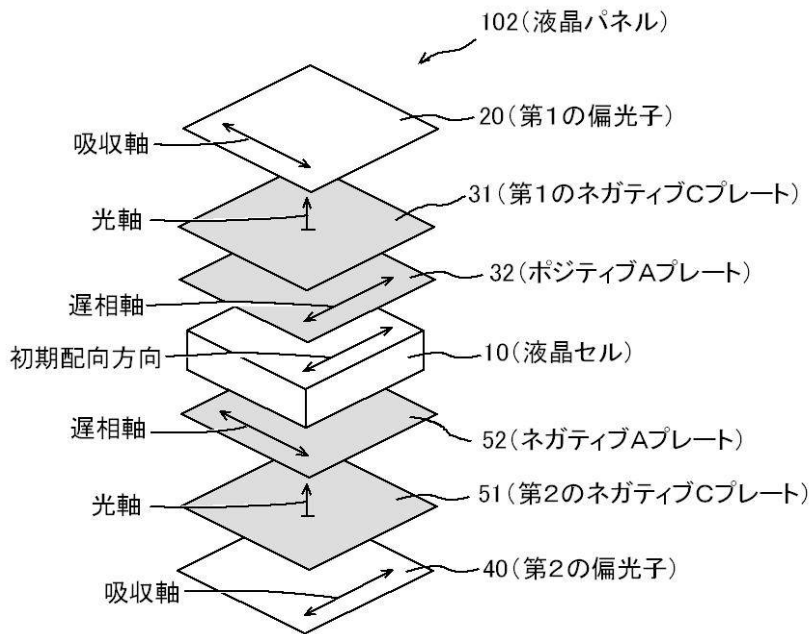 102(液晶パネル)
20(第1の偏光子)
吸収軸
31(第1のネガティブCプレート)
光軸
32(ポジティブAプレート)
遅相軸
初期配向方向
10(液晶セル)
遅相軸
52(ネガティブAプレート)
51(第2のネガティブCプレート)
光軸
40(第2の偏光子)
吸収軸